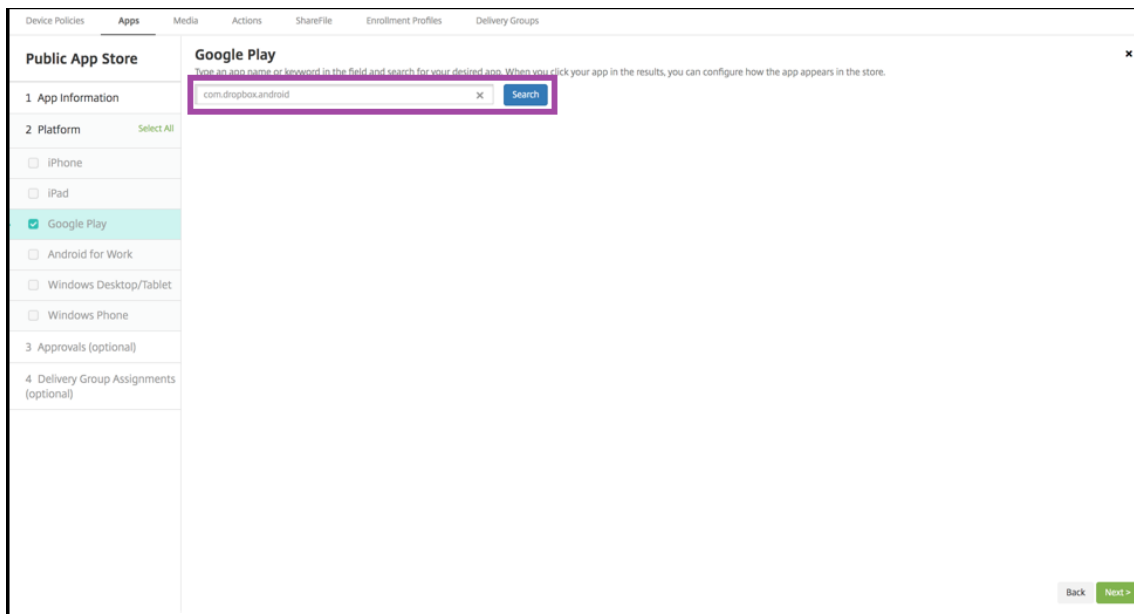 Device Policies Apps Media Actions ShareFile Enrollment Profiles Delivery Groups
Public App Store
1 App Information
2 Platform Select All
iPhone
iPad
Google Play
Android for Work
Windows Desktop/Tablet
Windows Phone
3 Approvals (optional)
4 Delivery Group Assignments
(optional)
Google Play
Type an app name or keyword in the field and search for your desired app. When you click your app in the results, you can configure how the app appears in the store.
com.dropbox.android Search
Back Next >